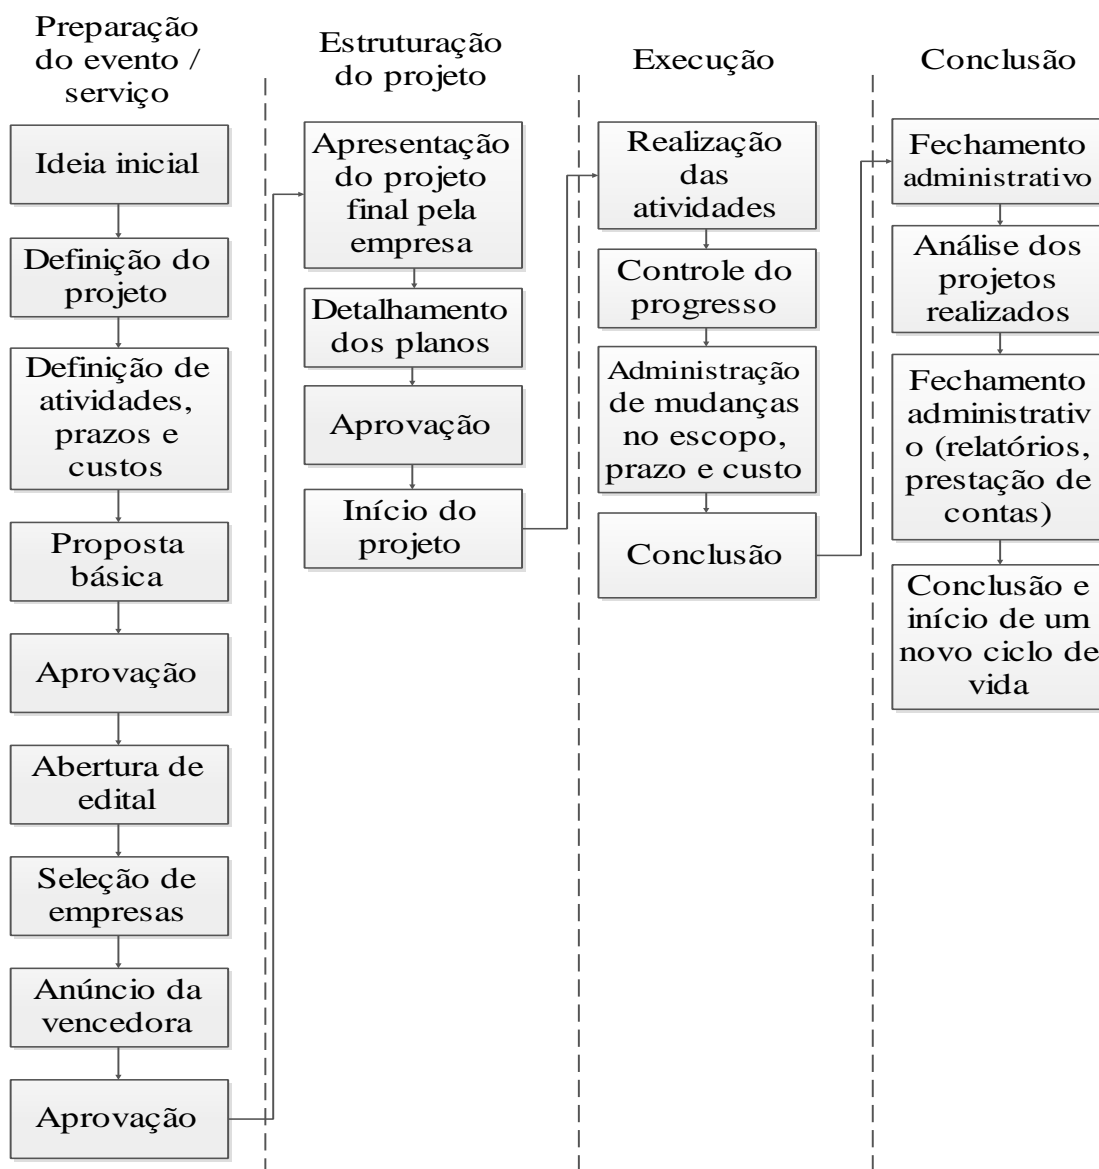 Preparação
do evento /
serviço
Ideia inicial
Definição do
projeto
Definição de
atividades,
prazos e
custos
Proposta
básica
Aprovação
Abertura de
edital
Seleção de
empresas
Anúncio da
vencedora
Aprovação
Estruturação
do projeto
Apresentação
do projeto
final pela
empresa
Detalhamento
dos planos
Aprovação
Início do
projeto
Execução
Realização
das
atividades
Controle do
progresso
Administração
de mudanças
no escopo,
prazo e custo
Conclusão
Conclusão
Fechamento
administrativo
Análise dos
projetos
realizados
Fechamento
administrativ
o (relatórios,
prestação de
contas)
Conclusão e
início de um
novo ciclo de
vida